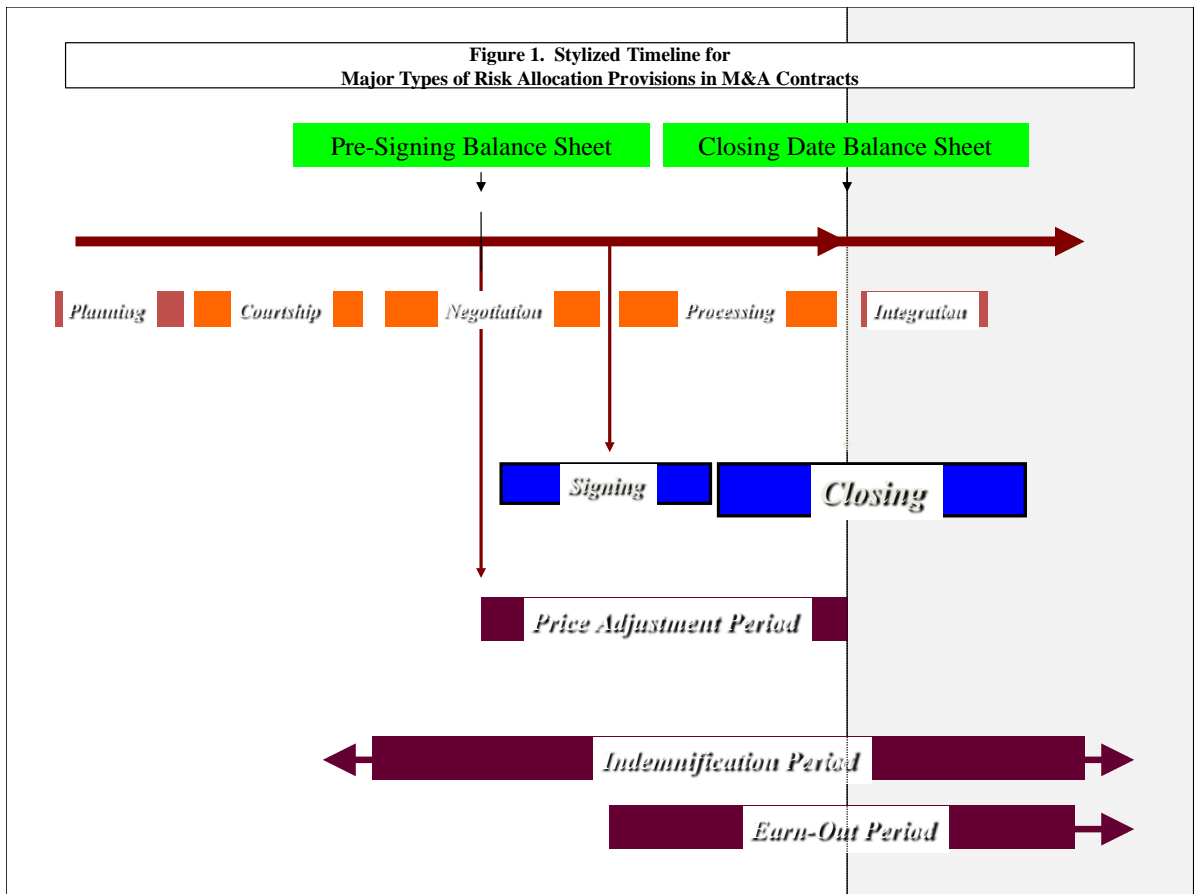 Figure 1. Stylized Timeline for
Major Types of Risk Allocation Provisions in M&A Contracts
Pre-Signing Balance Sheet
Closing Date Balance Sheet
Planning
Courtship
Negotiation
Processing
Integration
Signing
Closing
Price Adjustment Period
Indemnification Period
Earn-Out Period